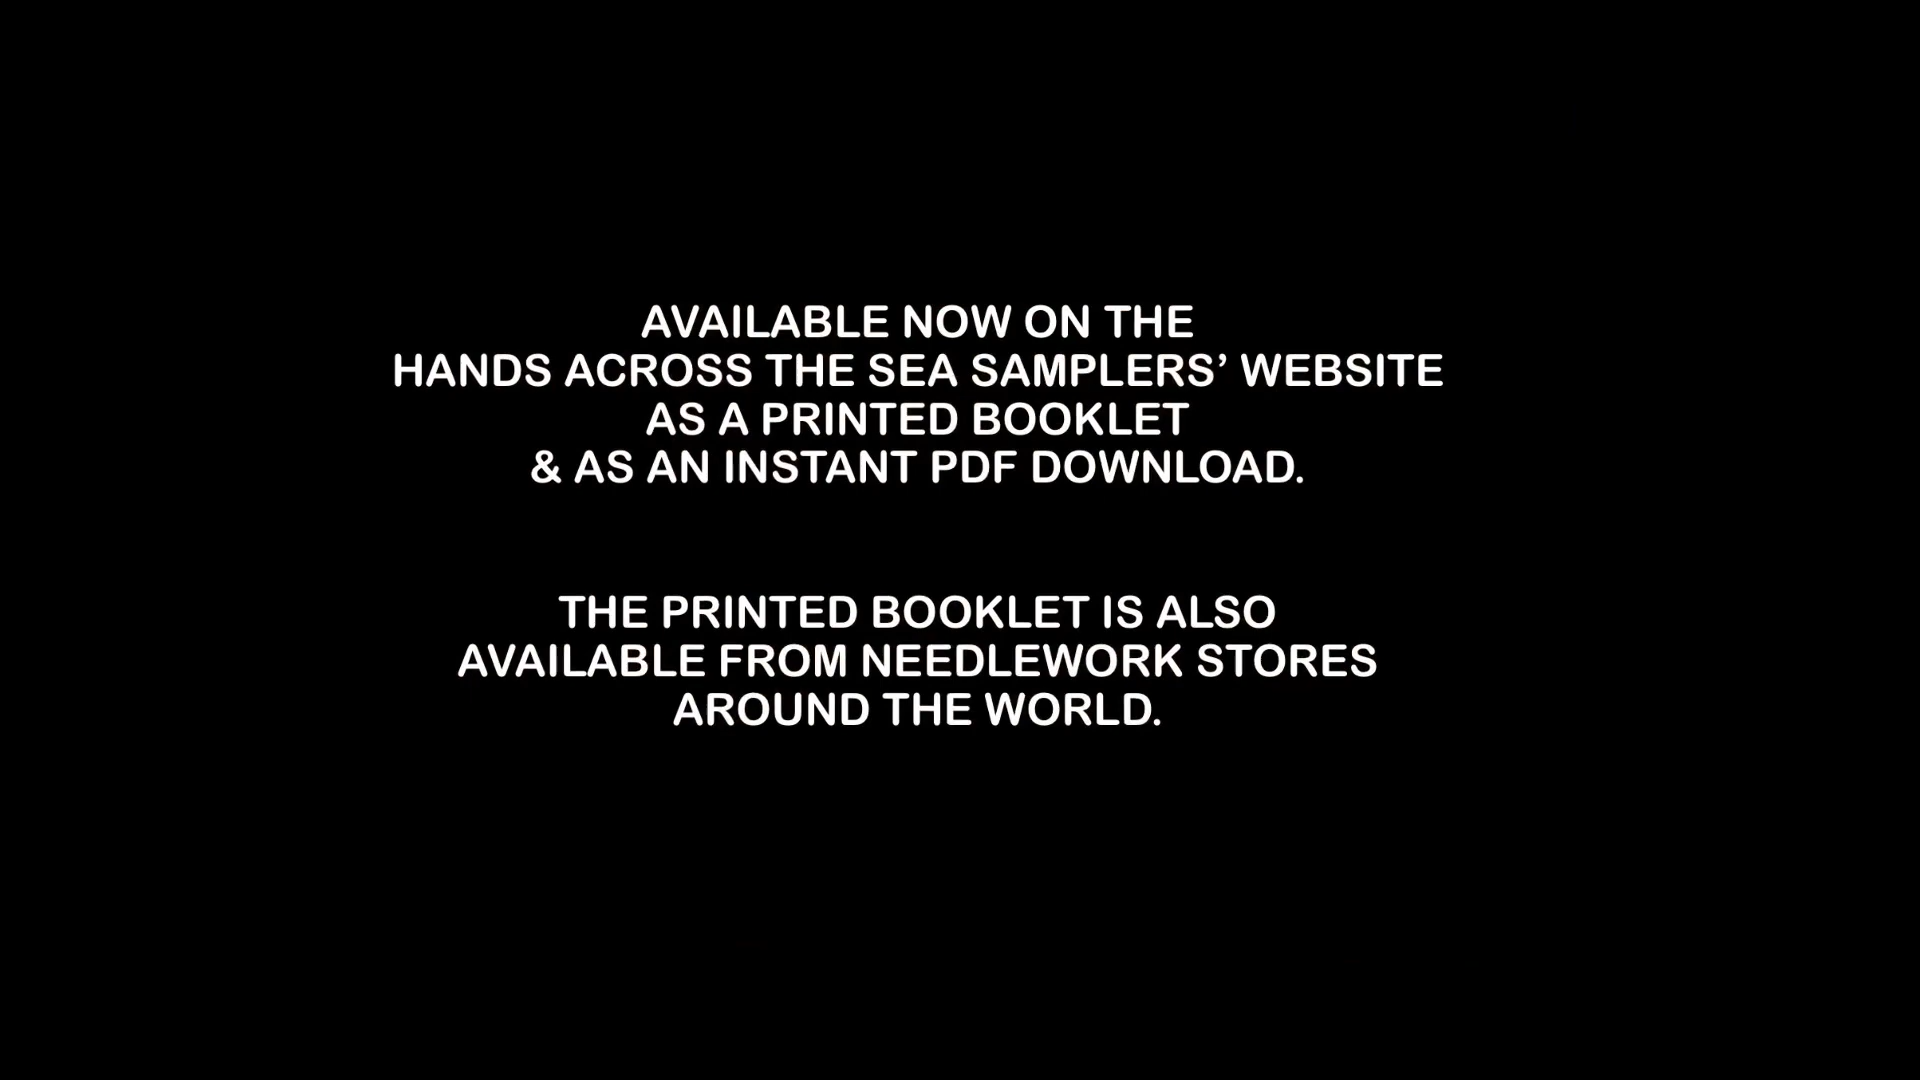 AVAILABLE NOW ON THE
HANDS ACROSS THE SEA SAMPLERS’ WEBSITE
AS A PRINTED BOOKLET
& AS AN INSTANT PDF DOWNLOAD.
THE PRINTED BOOKLET IS ALSO
AVAILABLE FROM NEEDLEWORK STORES
AROUND THE WORLD.